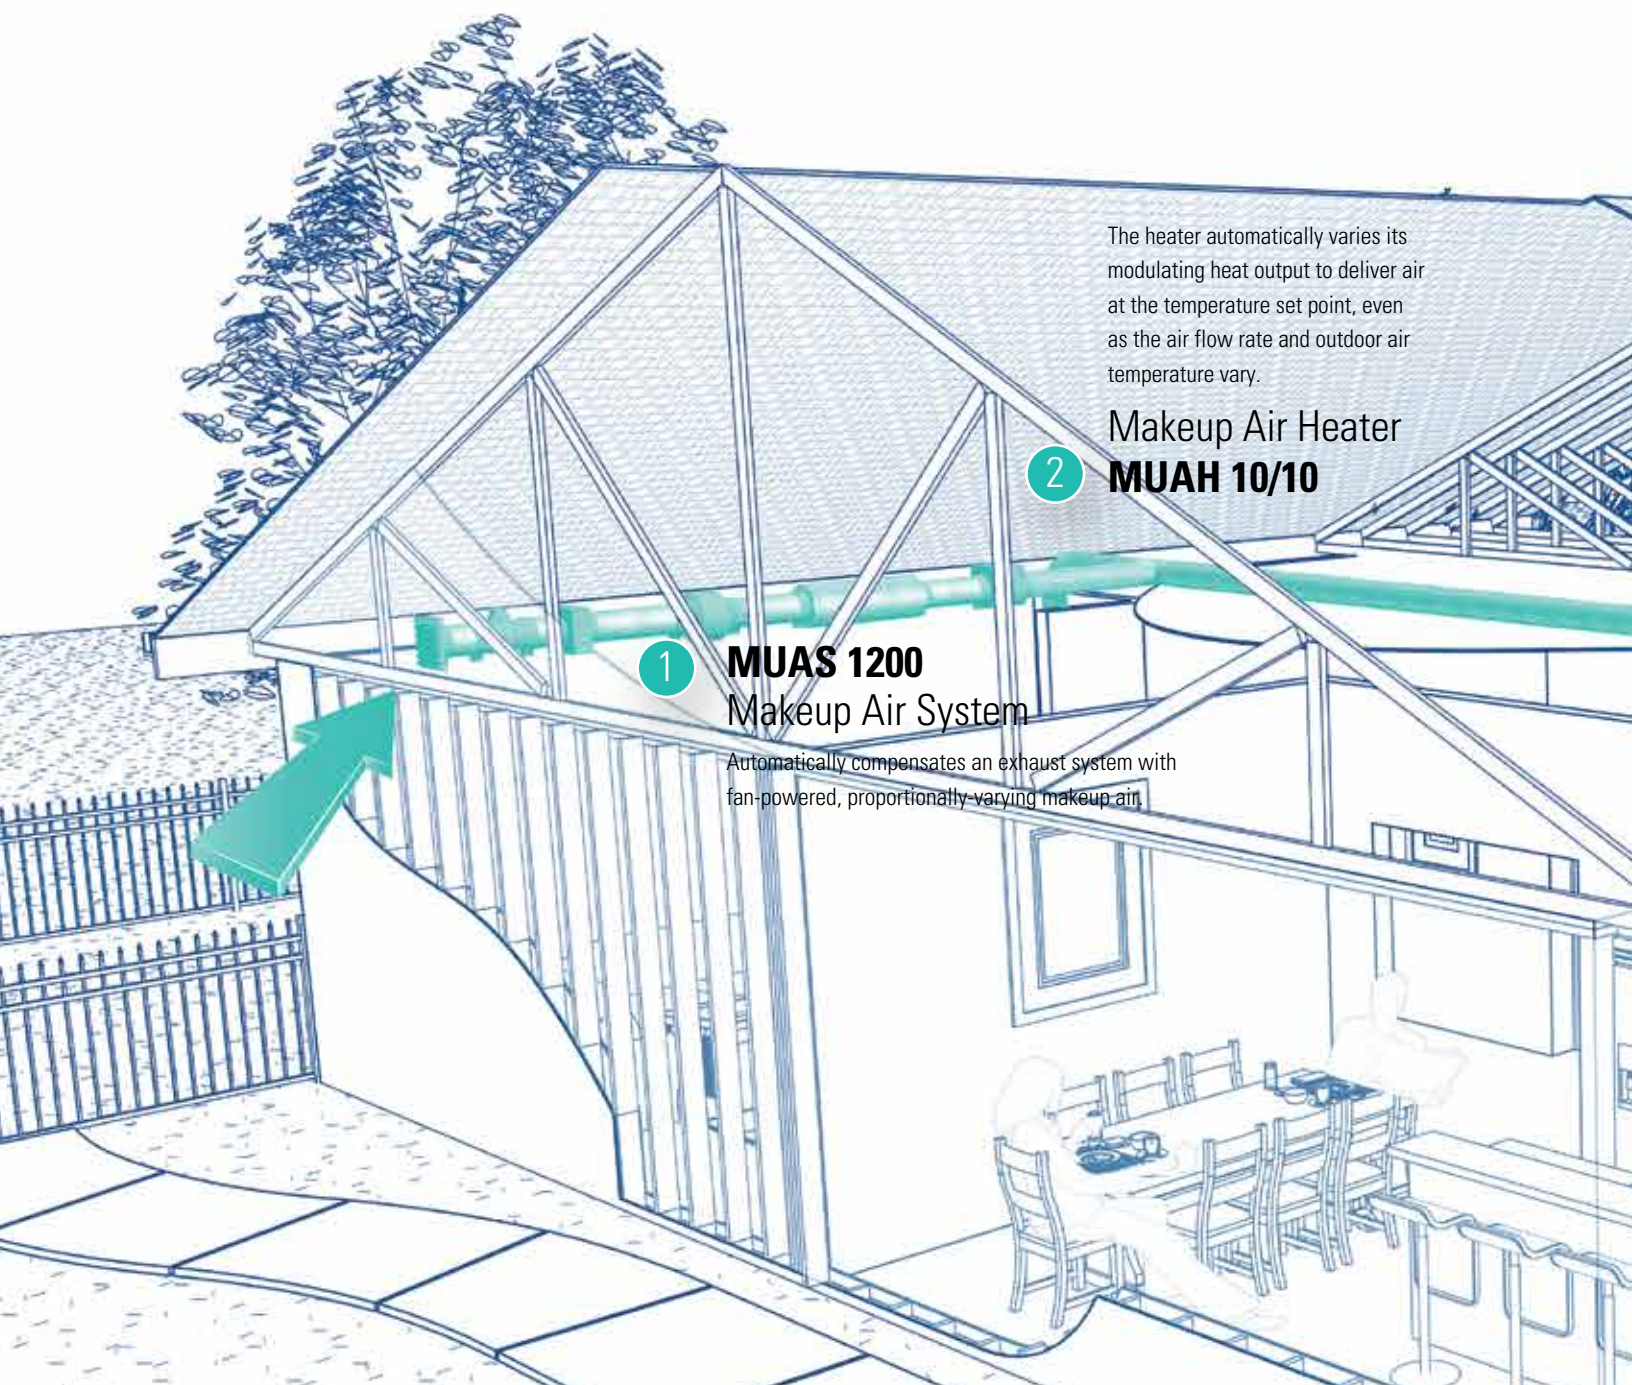 The heater automatically varies its
modulating heat output to deliver air
at the temperature set point, even
as the air flow rate and outdoor air
temperature vary.
Makeup Air Heater
2 MUAH 10/10
1 MUAS 1200
Makeup Air System
Automatically compensates an exhaust system with
fan-powered, proportionally-varying makeup air.